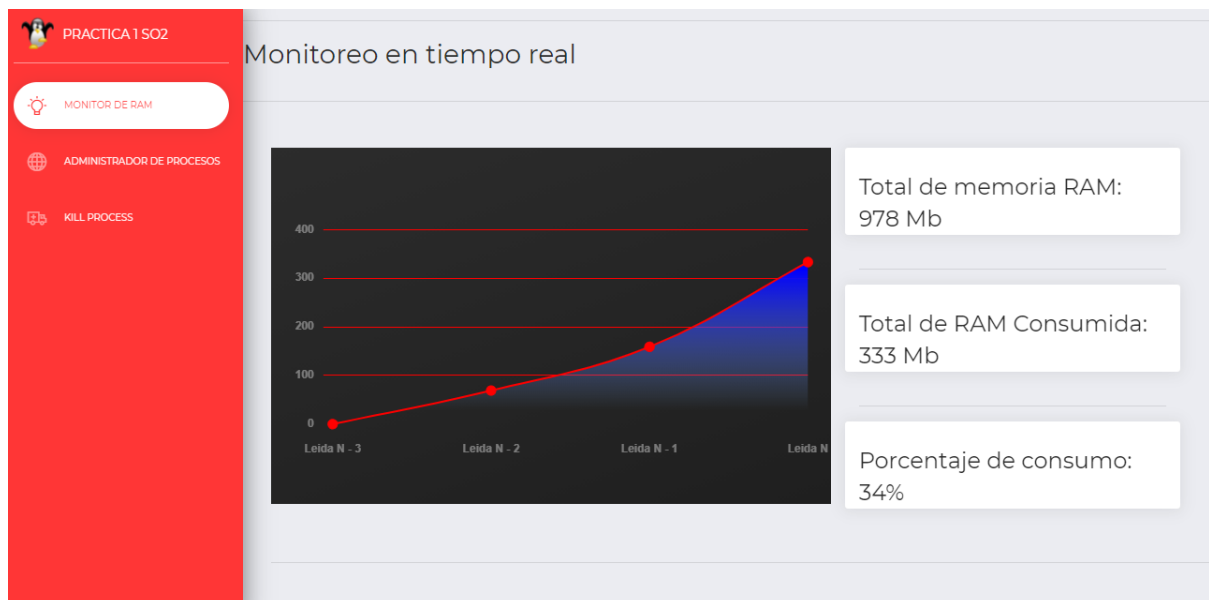 PRACTICA 1 SO2
MONITOR DE RAM
ADMINISTRADOR DE PROCESOS
KILL PROCESS
Monitoreo en tiempo real
400
300
200
100
0
Leida N - 3
Leida N - 2
Leida N - 1
Leida N
Total de memoria RAM:
978 Mb
Total de RAM Consumida:
333 Mb
Porcentaje de consumo:
34%